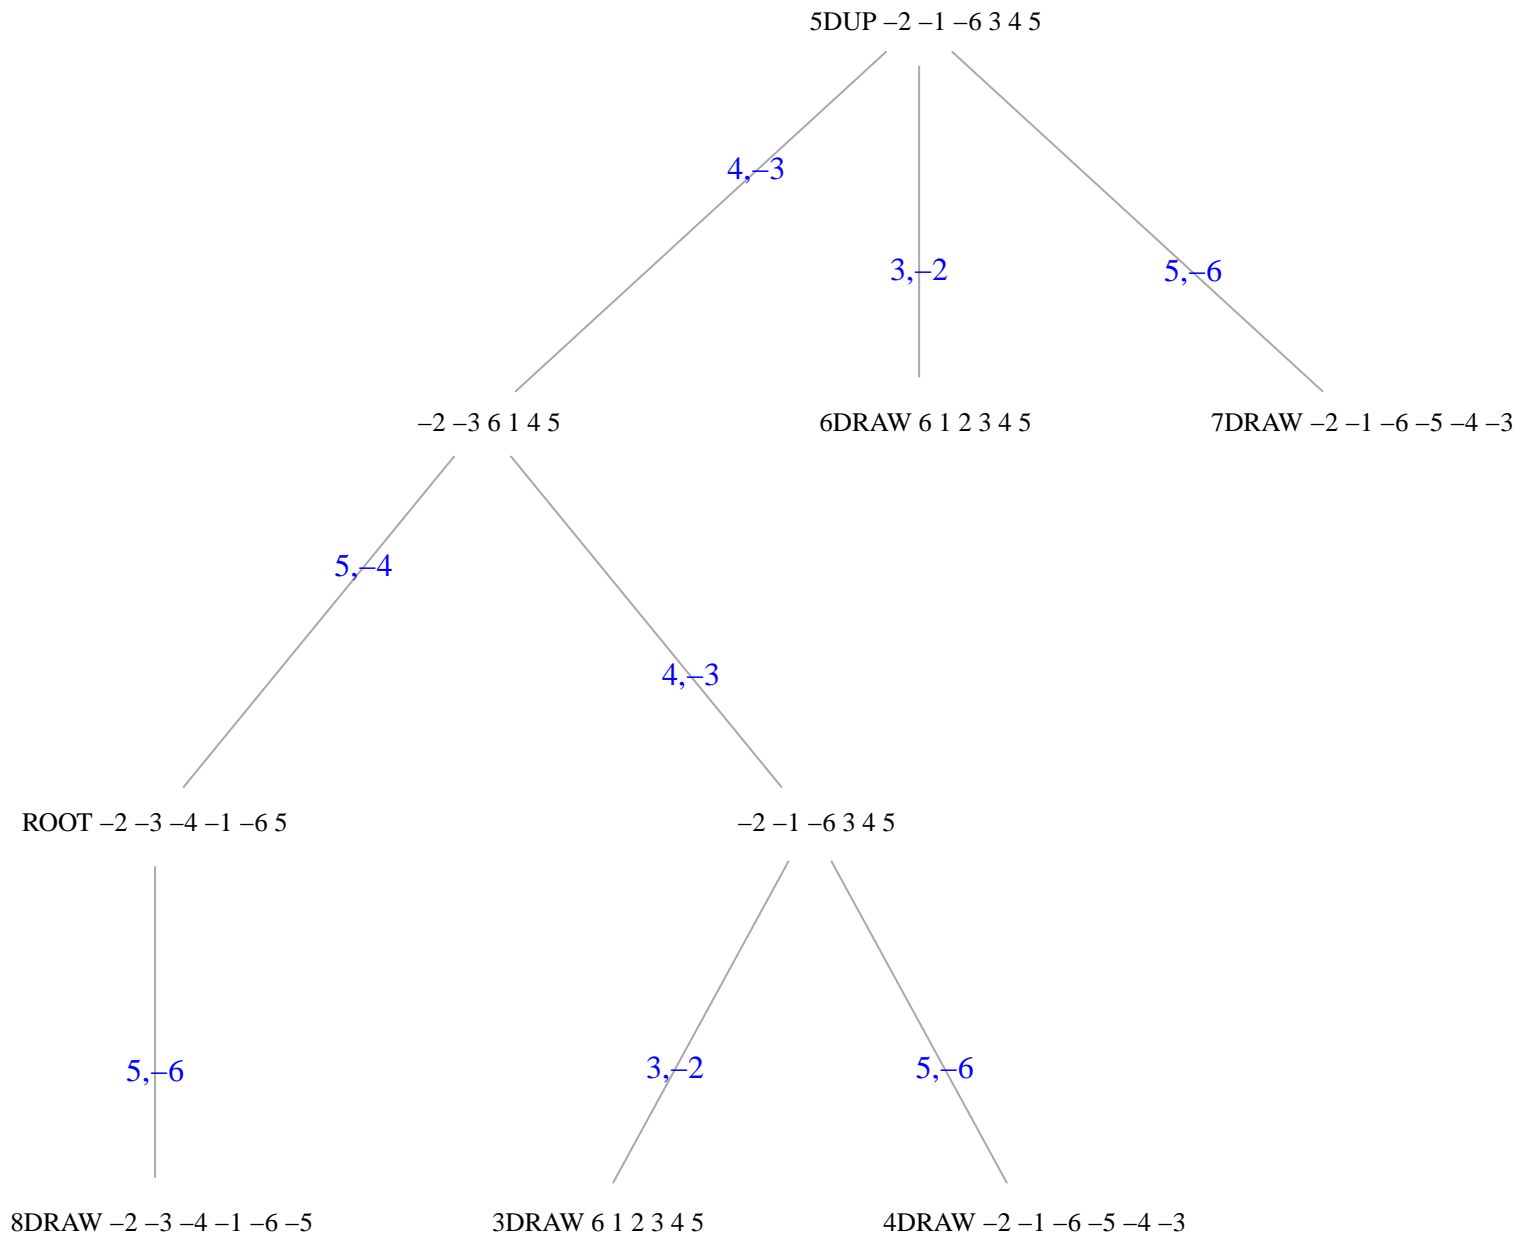 5DUP –2 –1 –6 3 4 5
4,–3
3,–2
5,–6
–2 –3 6 1 4 5
6DRAW 6 1 2 3 4 5
7DRAW –2 –1 –6 –5 –4 –3
5,–4
4,–3
ROOT –2 –3 –4 –1 –6 5
–2 –1 –6 3 4 5
5,–6
3,–2
5,–6
8DRAW –2 –3 –4 –1 –6 –5
3DRAW 6 1 2 3 4 5
4DRAW –2 –1 –6 –5 –4 –3